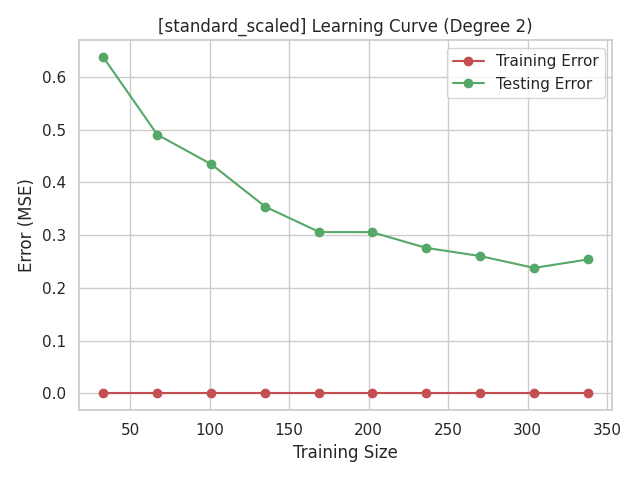 [standard_scaled] Learning Curve (Degree 2)
Training Error
Testing Error
Error (MSE)
0.6
0.5
0.4
0.3
0.2
0.1
0.0
50 100 150 200 250 300 350
Training Size